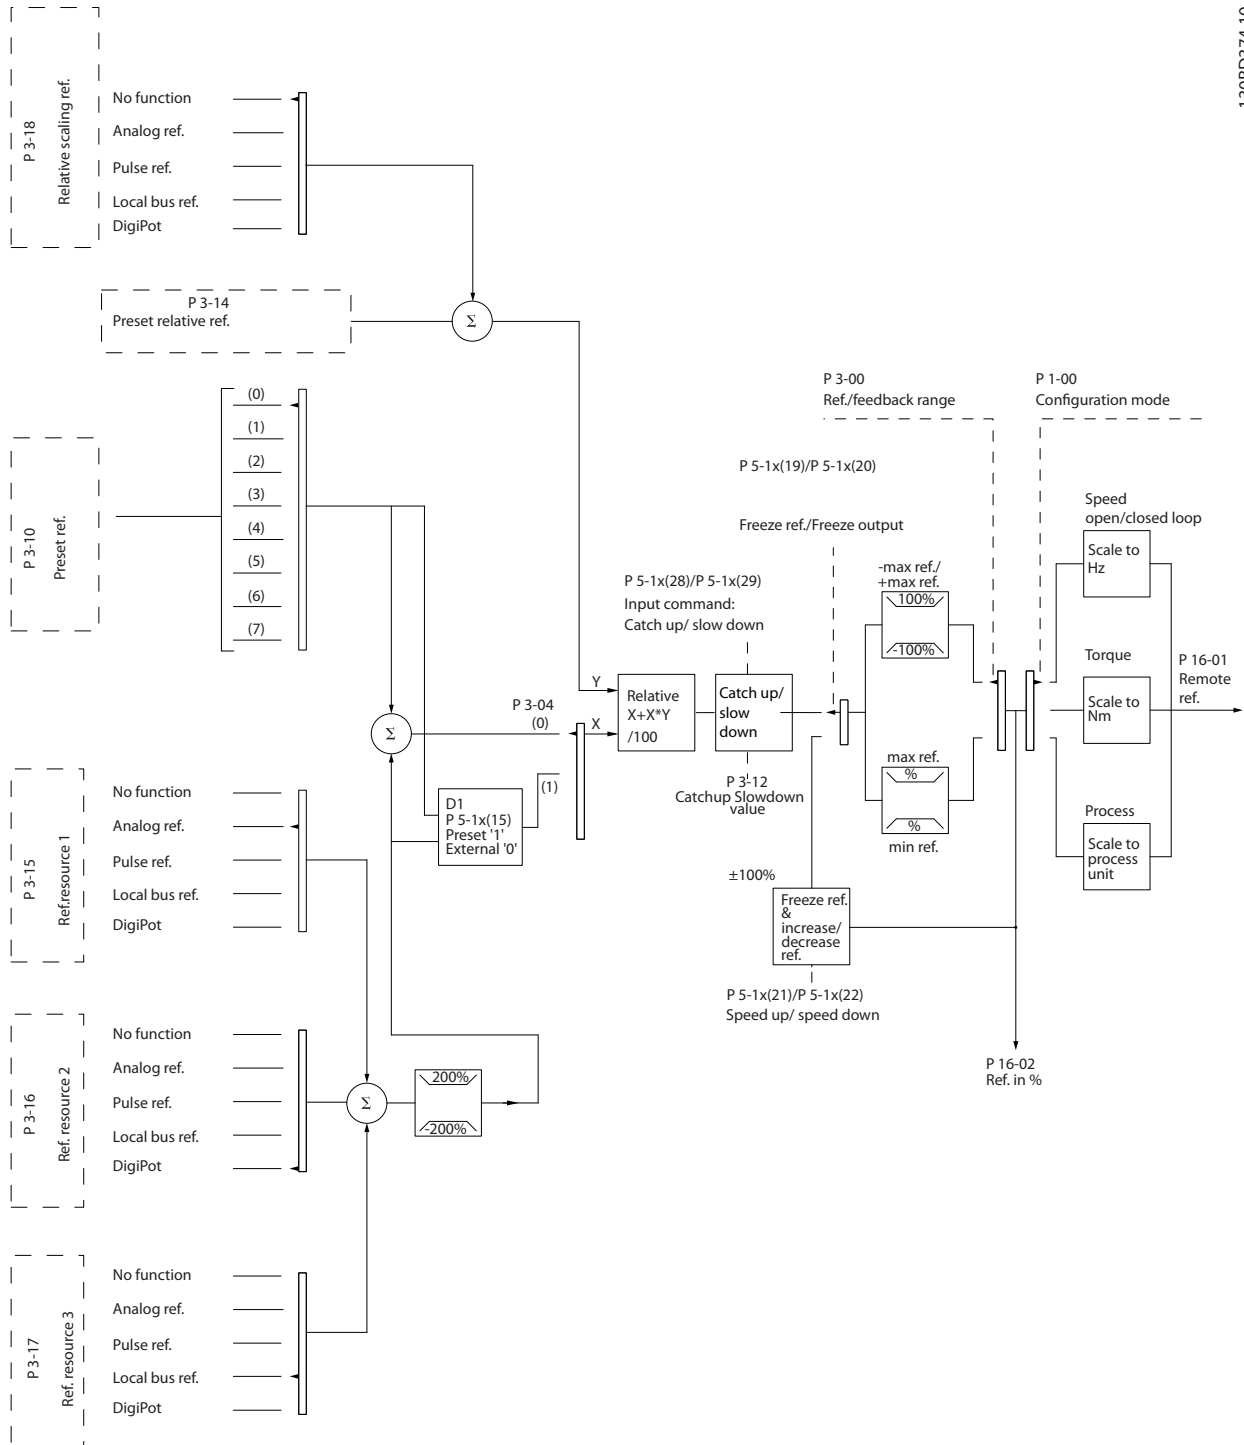 130BD374.10
P 3-18
Relative scaling ref.
No function
Analog ref.
Pulse ref.
Local bus ref.
DigiPot
P 3-14
Preset relative ref.
Σ
P 3-10
Preset ref.
(0)
(1)
(2)
(3)
(4)
(5)
(6)
(7)
P 3-00
Ref./feedback range
P 1-00
Configuration mode
P 5-1x(19)/P 5-1x(20)
Freeze ref./Freeze output
Speed
open/closed loop
Scale to
Hz
-max ref./
+max ref.
100%
-100%
P 5-1x(28)/P 5-1x(29)
Input command:
Catch up/ slow down
Y
X
Relative
X+X*Y
/100
Catch up/
slow
down
P 3-12
Catchup Slowdown
value
Torque
Scale to
Nm
P 16-01
Remote
ref.
max ref.
%
%
min ref.
Process
Scale to
process
unit
P 3-04
(0)
(1)
Σ
D1
P 5-1x(15)
Preset '1'
External '0'
±100%
Freeze ref.
&
increase/
decrease
ref.
P 5-1x(21)/P 5-1x(22)
Speed up/ speed down
P 16-02
Ref. in %
P 3-15
Ref.resource 1
No function
Analog ref.
Pulse ref.
Local bus ref.
DigiPot
P 3-16
Ref. resource 2
No function
Analog ref.
Pulse ref.
Local bus ref.
DigiPot
Σ
200%
-200%
P 3-17
Ref. resource 3
No function
Analog ref.
Pulse ref.
Local bus ref.
DigiPot